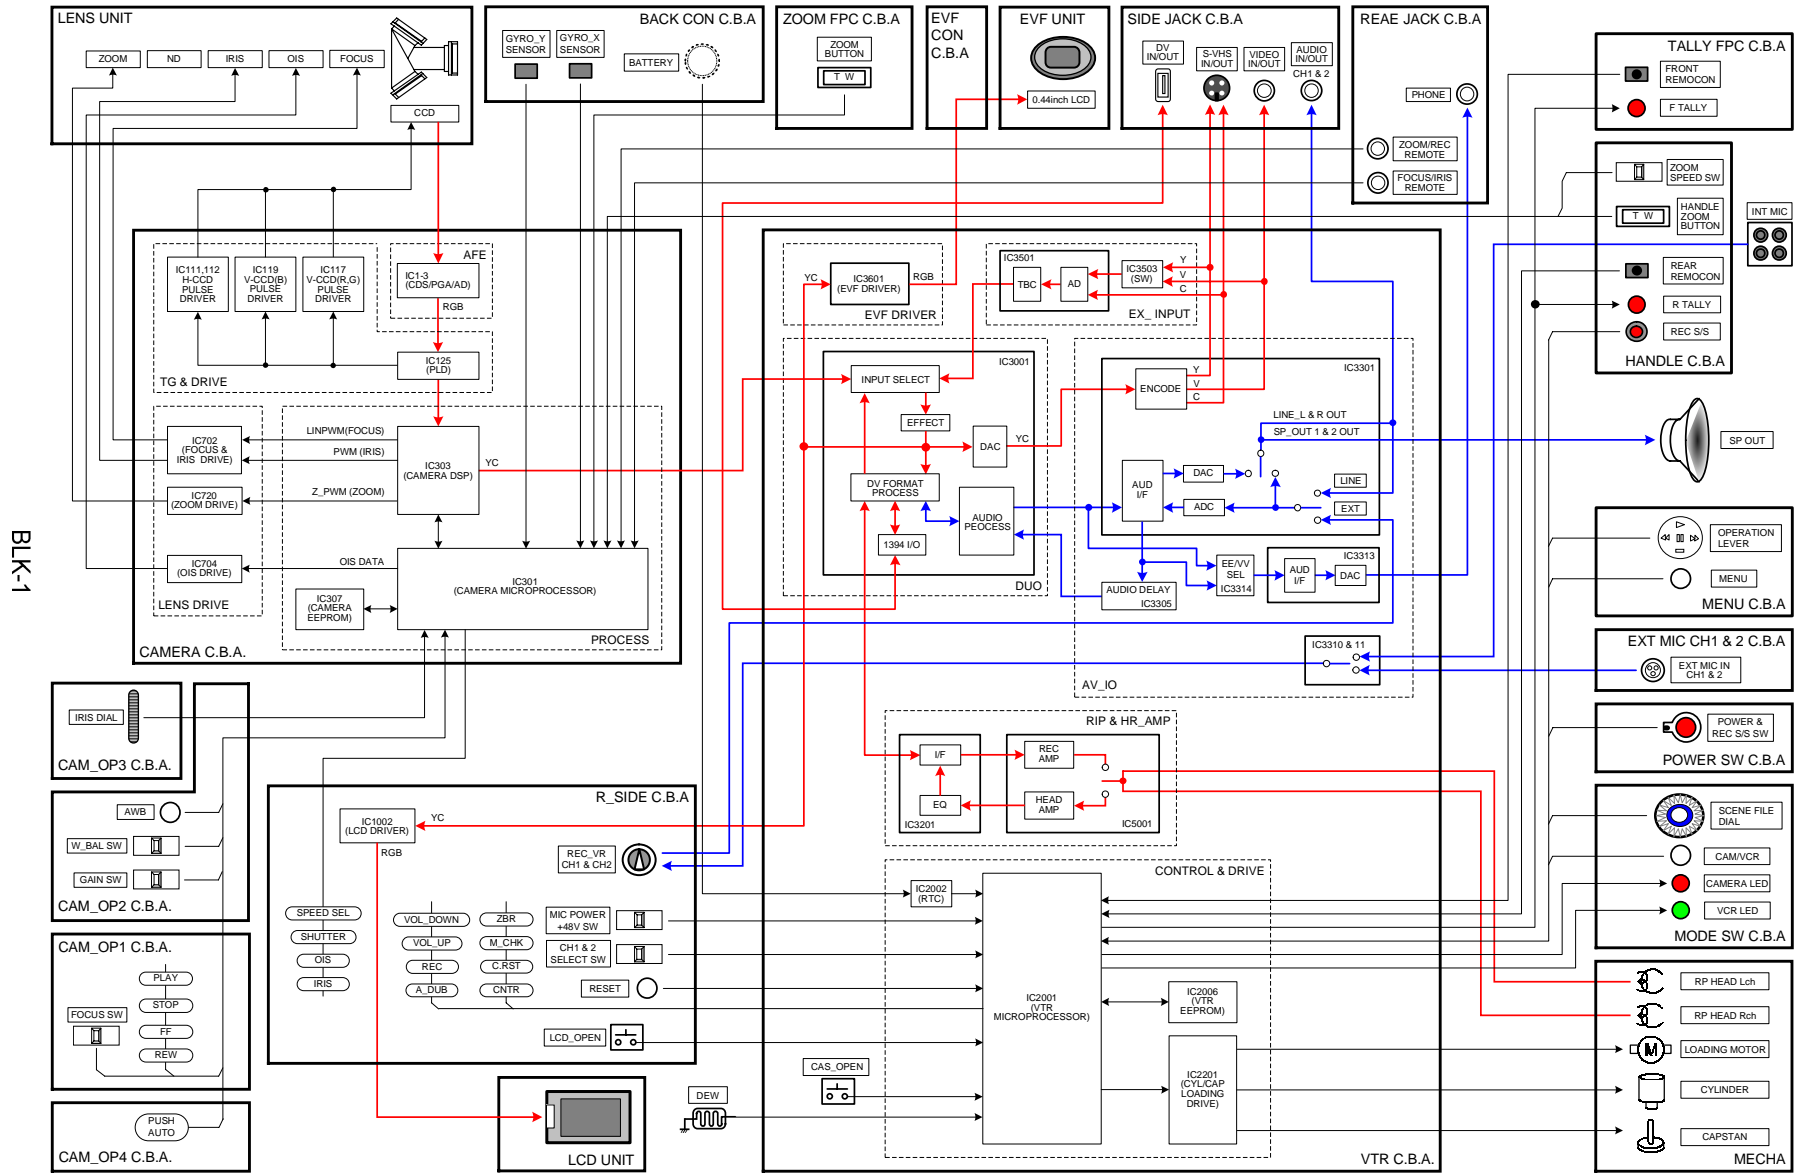 LENS UNIT
ZOOM
ND
IRIS
OIS
FOCUS
CCD
BACK CON C.B.A
GYRO_Y
SENSOR
GYRO_X
SENSOR
BATTERY
ZOOM FPC C.B.A
ZOOM
BUTTON
T W
EVF
CON
C.B.A
EVF UNIT
0.44inch LCD
SIDE JACK C.B.A
DV
IN/OUT
S-VHS
IN/OUT
VIDEO
IN/OUT
AUDIO
IN/OUT
CH1 & 2
REAE JACK C.B.A
PHONE
ZOOM/REC
REMOTE
FOCUS/IRIS
REMOTE
TALLY FPC C.B.A
FRONT
REMOCON
F TALLY
ZOOM
SPEED SW
T W
HANDLE
ZOOM
BUTTON
REAR
REMOCON
R TALLY
REC S/S
HANDLE C.B.A
INT MIC
SP OUT
OPERATION
LEVER
MENU
MENU C.B.A
EXT MIC CH1 & 2 C.B.A
EXT MIC IN
CH1 & 2
POWER &
REC S/S SW
POWER SW C.B.A
SCENE FILE
DIAL
CAM/VCR
CAMERA LED
VCR LED
MODE SW C.B.A
RP HEAD Lch
RP HEAD Rch
M
LOADING MOTOR
CYLINDER
CAPSTAN
MECHA
IC111,112
H-CCD
PULSE
DRIVER
IC119
V-CCD(B)
PULSE
DRIVER
IC117
V-CCD(R,G)
PULSE
DRIVER
AFE
IC1-3
(CDS/PGA/AD)
RGB
IC125
(PLD)
TG & DRIVE
IC702
(FOCUS &
IRIS DRIVE)
LINPWM(FOCUS)
PWM (IRIS)
IC303
(CAMERA DSP)
YC
IC720
(ZOOM DRIVE)
Z_PWM (ZOOM)
IC704
(OIS DRIVE)
OIS DATA
LENS DRIVE
IC301
(CAMERA MICROPROCESSOR)
IC307
(CAMERA
EEPROM)
PROCESS
CAMERA C.B.A.
YC
IC3601
(EVF DRIVER)
RGB
EVF DRIVER
IC3501
TBC
AD
IC3503
(SW)
Y
V
C
EX_ INPUT
IC3001
INPUT SELECT
EFFECT
DAC
YC
DV FORMAT
PROCESS
AUDIO
PEOCESS
1394 I/O
DUO
IC3301
ENCODE
Y
V
C
LINE_L & R OUT
SP_OUT 1 & 2 OUT
AUD
I/F
DAC
ADC
LINE
EXT
AUDIO DELAY
IC3305
EE/VV
SEL
IC3314
IC3313
AUD
I/F
DAC
IC3310 & 11
AV_IO
RIP & HR_AMP
I/F
EQ
IC3201
REC
AMP
HEAD
AMP
IC5001
CONTROL & DRIVE
IC2002
(RTC)
IC2001
(VTR
MICROPROCESSOR)
IC2006
(VTR
EEPROM)
IC2201
(CYL/CAP
LOADING
DRIVE)
VTR C.B.A.
BLK-1
IRIS DIAL
CAM_OP3 C.B.A.
AWB
W_BAL SW
GAIN SW
CAM_OP2 C.B.A.
CAM_OP1 C.B.A.
PLAY
STOP
FF
REW
FOCUS SW
PUSH
AUTO
CAM_OP4 C.B.A.
R_SIDE C.B.A
IC1002
(LCD DRIVER)
YC
RGB
REC_VR
CH1 & CH2
SPEED SEL
SHUTTER
OIS
IRIS
VOL_DOWN
VOL_UP
REC
A_DUB
ZBR
M_CHK
C.RST
CNTR
MIC POWER
+48V SW
CH1 & 2
SELECT SW
RESET
LCD_OPEN
LCD UNIT
DEW
CAS_OPEN